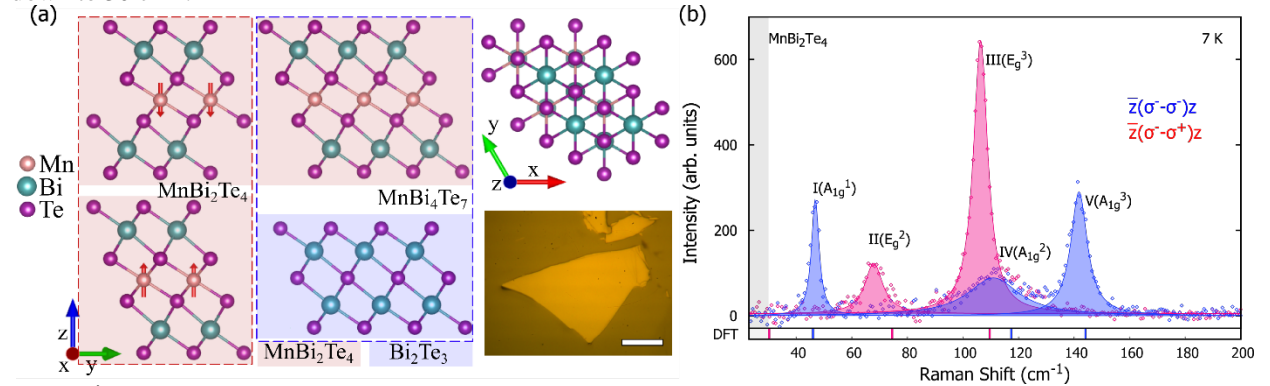 (a)
Mn
Bi
Te
MnBi₂Te₄
MnBi₄Te₇
MnBi₂Te₄
Bi₂Te₃
z
x
y
y
z
x
(b)
MnBi₂Te₄
7 K
z̅(σ⁻-σ⁻)z
z̅(σ⁻-σ⁺)z
I(A₁g¹)
II(Eg²)
III(Eg³)
IV(A₁g²)
V(A₁g³)
Intensity (arb. units)
600
400
200
0
DFT
40 60 80 100 120 140 160 180 200
Raman Shift (cm⁻¹)